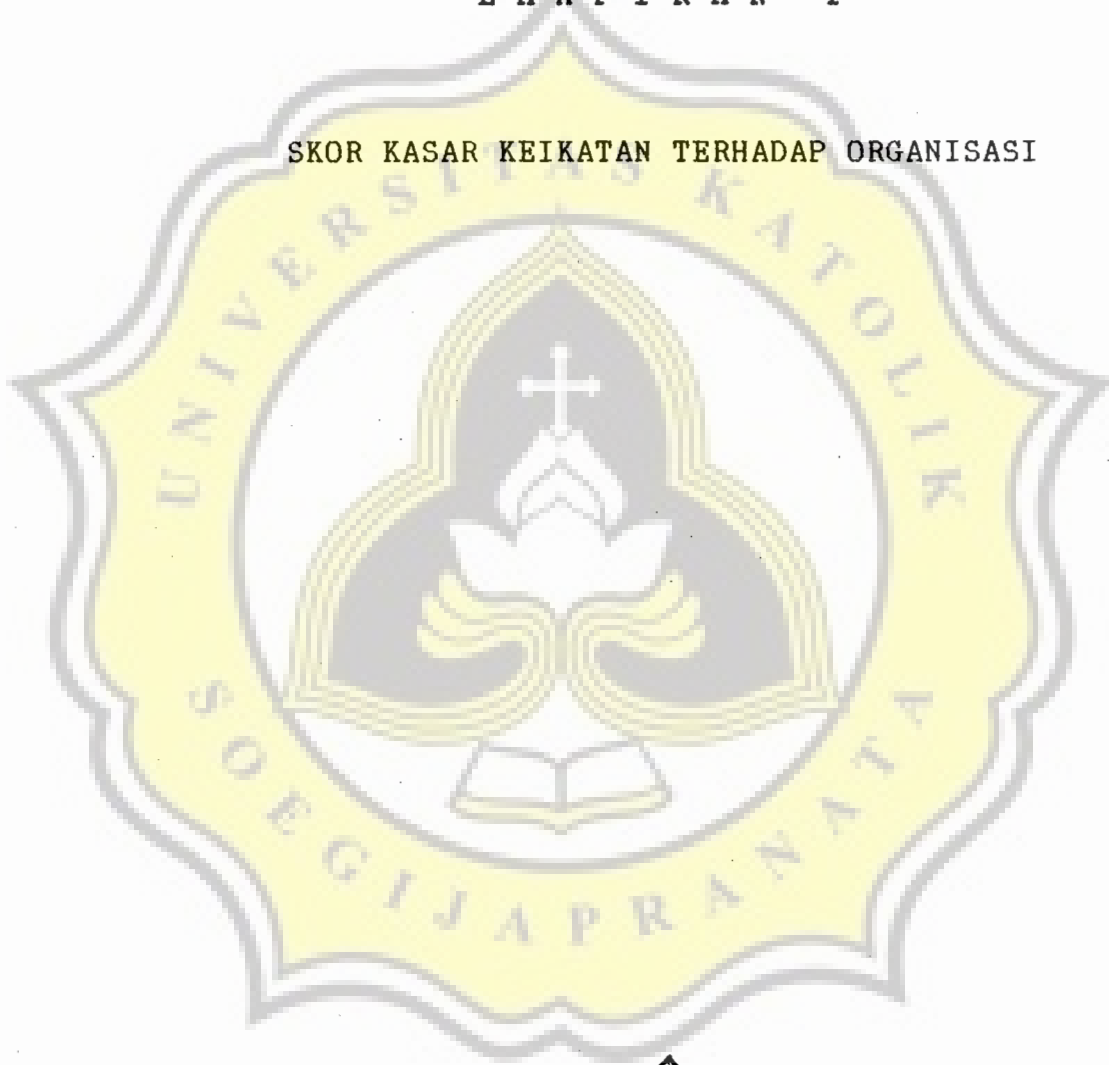 SKOR KASAR KEIKATAN TERHADAP ORGANISASI
UNIVERSITAS KATOLIK
SOEGIJAPRANATA